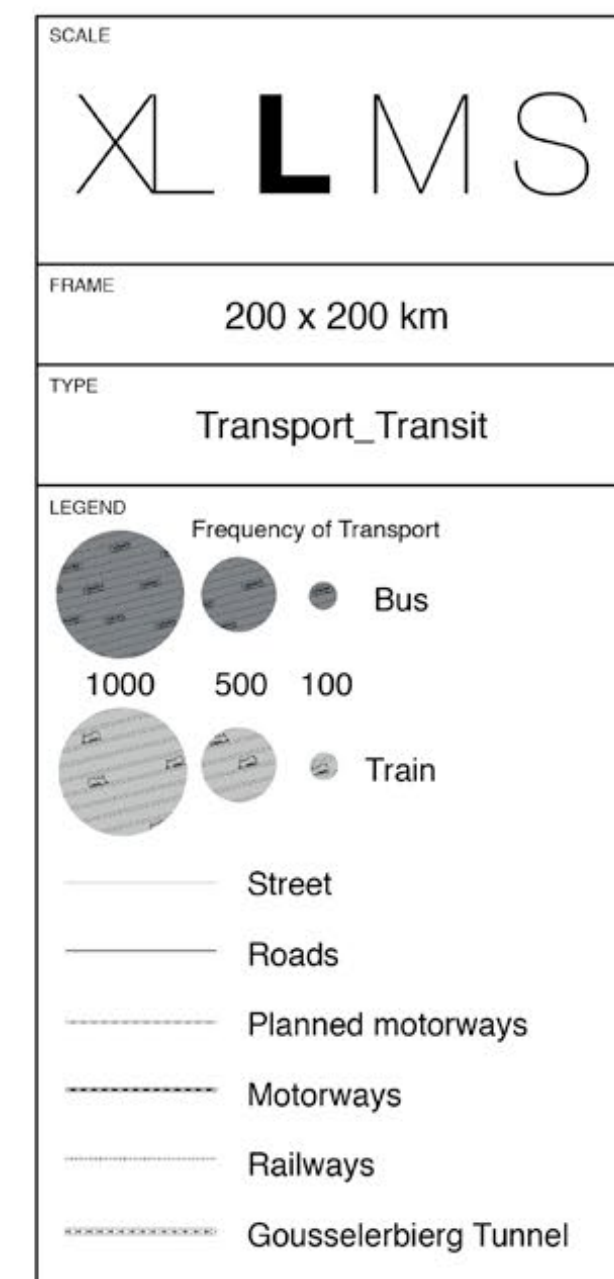 SCALE
XL L M S
FRAME
200 x 200 km
TYPE
Transport_Transit
LEGEND
Frequency of Transport
Bus
1000 500 100
Train
Street
Roads
Planned motorways
Motorways
Railways
Gousselerbierg Tunnel